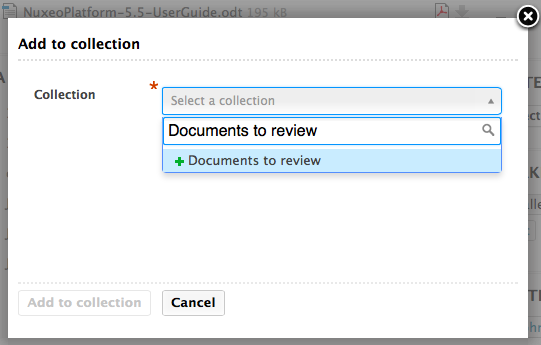 NuxeoPlatform-5.5-UserGuide.odt 195 kB
Add to collection
Collection *
Select a collection
Documents to review
Documents to review
Add to collection Cancel